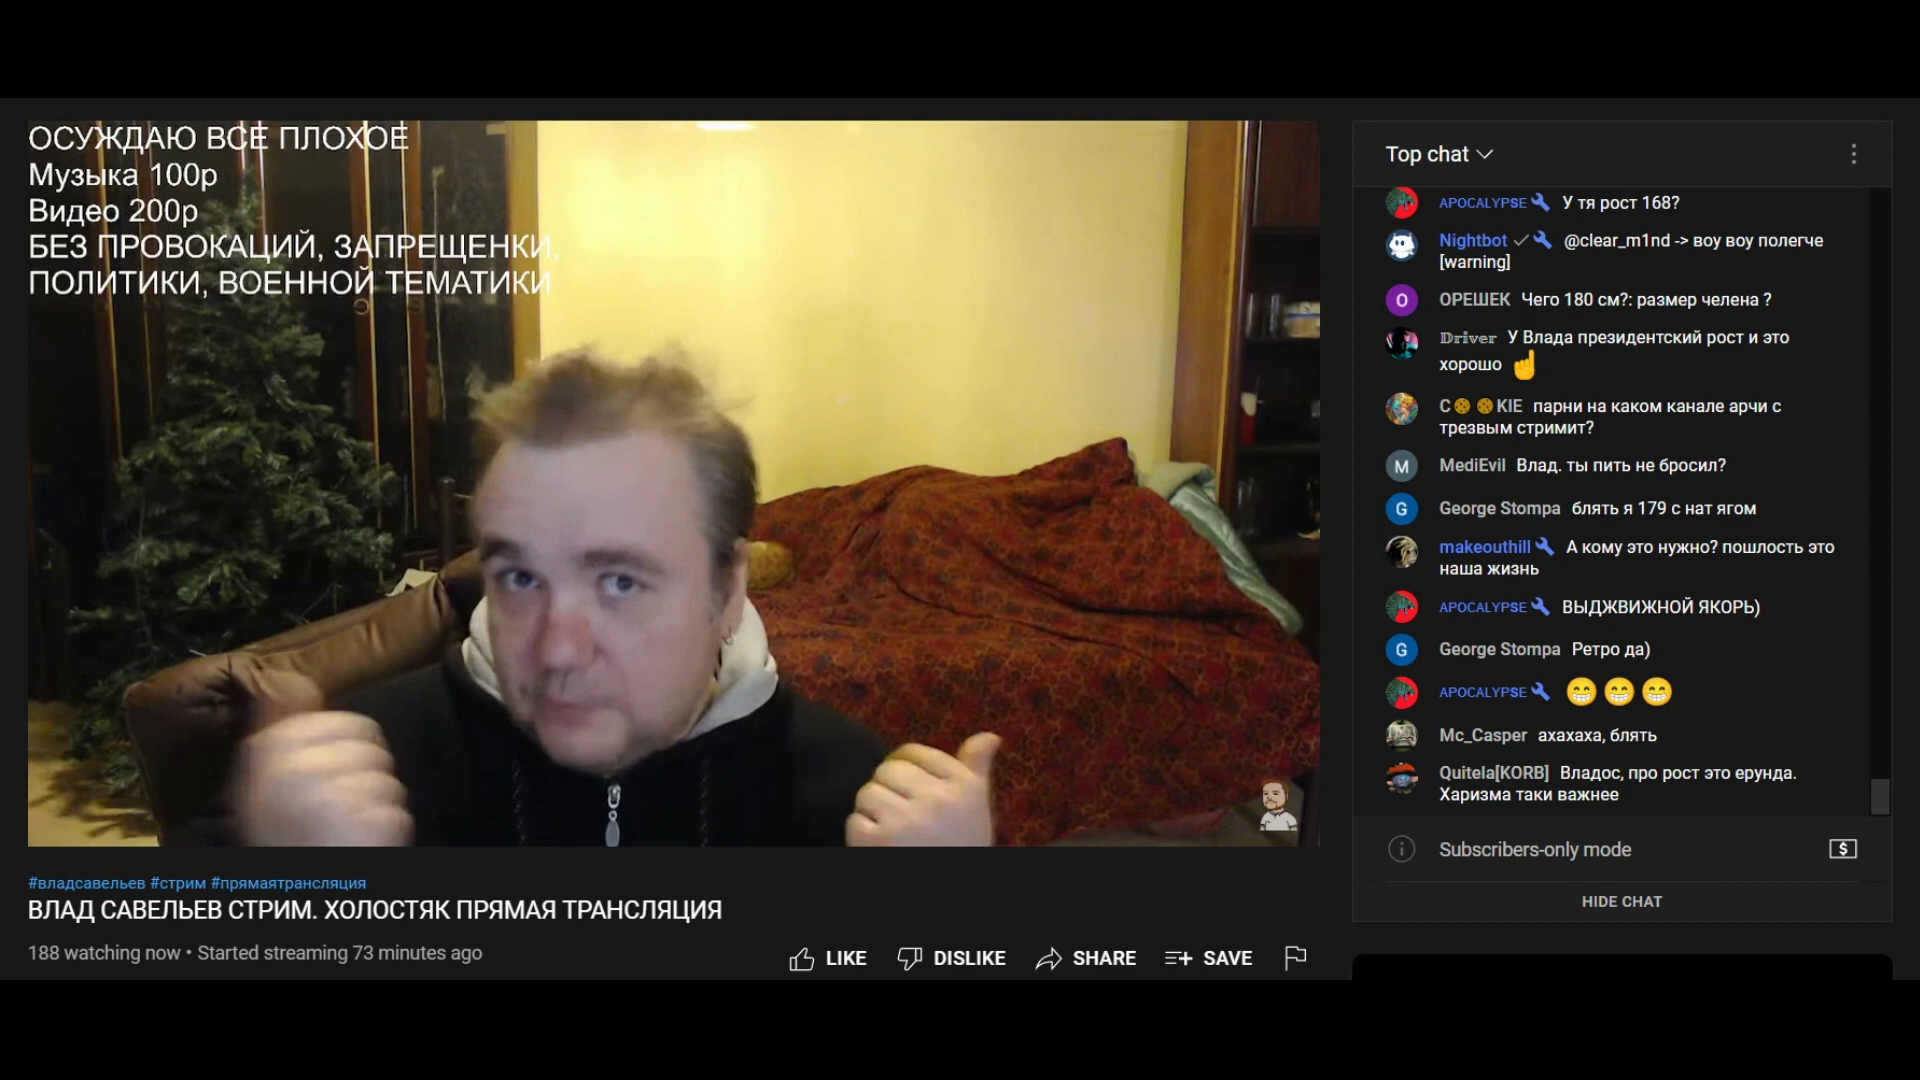 ОСУЖДАЮ ВСЕ ПЛОХОЕ
Музыка 100р
Видео 200р
БЕЗ ПРОВОКАЦИЙ, ЗАПРЕЩЕНКИ,
ПОЛИТИКИ, ВОЕННОЙ ТЕМАТИКИ
#владсавельев #стрим #прямаятрансляция
ВЛАД САВЕЛЬЕВ СТРИМ. ХОЛОСТЯК ПРЯМАЯ ТРАНСЛЯЦИЯ
188 watching now • Started streaming 73 minutes ago
LIKE DISLIKE SHARE SAVE
Top chat
APOCALYPSE У тя рост 168?
Nightbot @clear_m1nd -> воу воу полегче
[warning]
О ОРЕШЕК Чего 180 см?: размер челена ?
Driver У Влада президентский рост и это
хорошо ☝
C🍪🍪KIE парни на каком канале арчи с
трезвым стримит?
M MediEvil Влад. ты пить не бросил?
G George Stompa блять я 179 с нат ягом
makeouthill А кому это нужно? пошлость это
наша жизнь
APOCALYPSE ВЫДЖВИЖНОЙ ЯКОРЬ)
G George Stompa Ретро да)
APOCALYPSE 😁😁😁
Mc_Casper ахахаха, блять
Quitela[KORB] Владос, про рост это ерунда.
Харизма таки важнее
Subscribers-only mode
HIDE CHAT